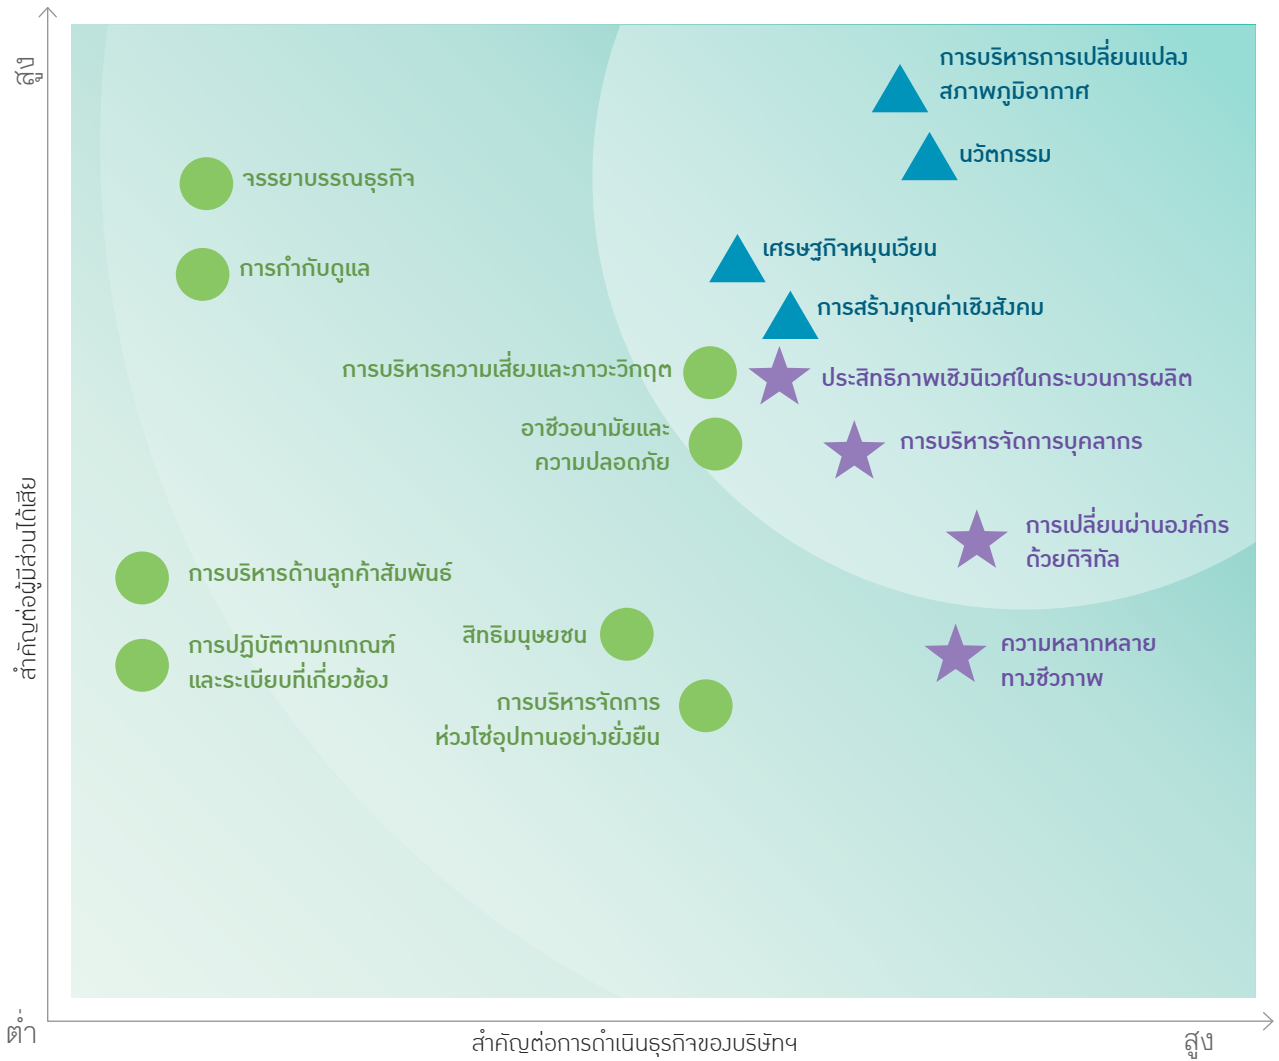 สูง
การบริหารการเปลี่ยนแปลง
สภาพภูมิอากาศ
นวัตกรรม
จรรยาบรรณธุรกิจ
การกำกับดูแล
เศรษฐกิจหมุนเวียน
การสร้างคุณค่าเชิงสังคม
การบริหารความเสี่ยงและภาวะวิกฤต
ประสิทธิภาพเชิงนิเวศในกระบวนการผลิต
อาชีวอนามัยและ
ความปลอดภัย
การบริหารจัดการบุคลากร
การเปลี่ยนผ่านองค์กร
ด้วยดิจิทัล
สำคัญต่อผู้มีส่วนได้เสีย
การบริหารด้านลูกค้าสัมพันธ์
การปฏิบัติตามกเกณฑ์
และระเบียบที่เกี่ยวข้อง
สิทธิมนุษยชน
ความหลากหลาย
ทางชีวภาพ
การบริหารจัดการ
ห่วงโซ่อุปทานอย่างยั่งยืน
ต่ำ
สำคัญต่อการดำเนินธุรกิจของบริษัทฯ
สูง